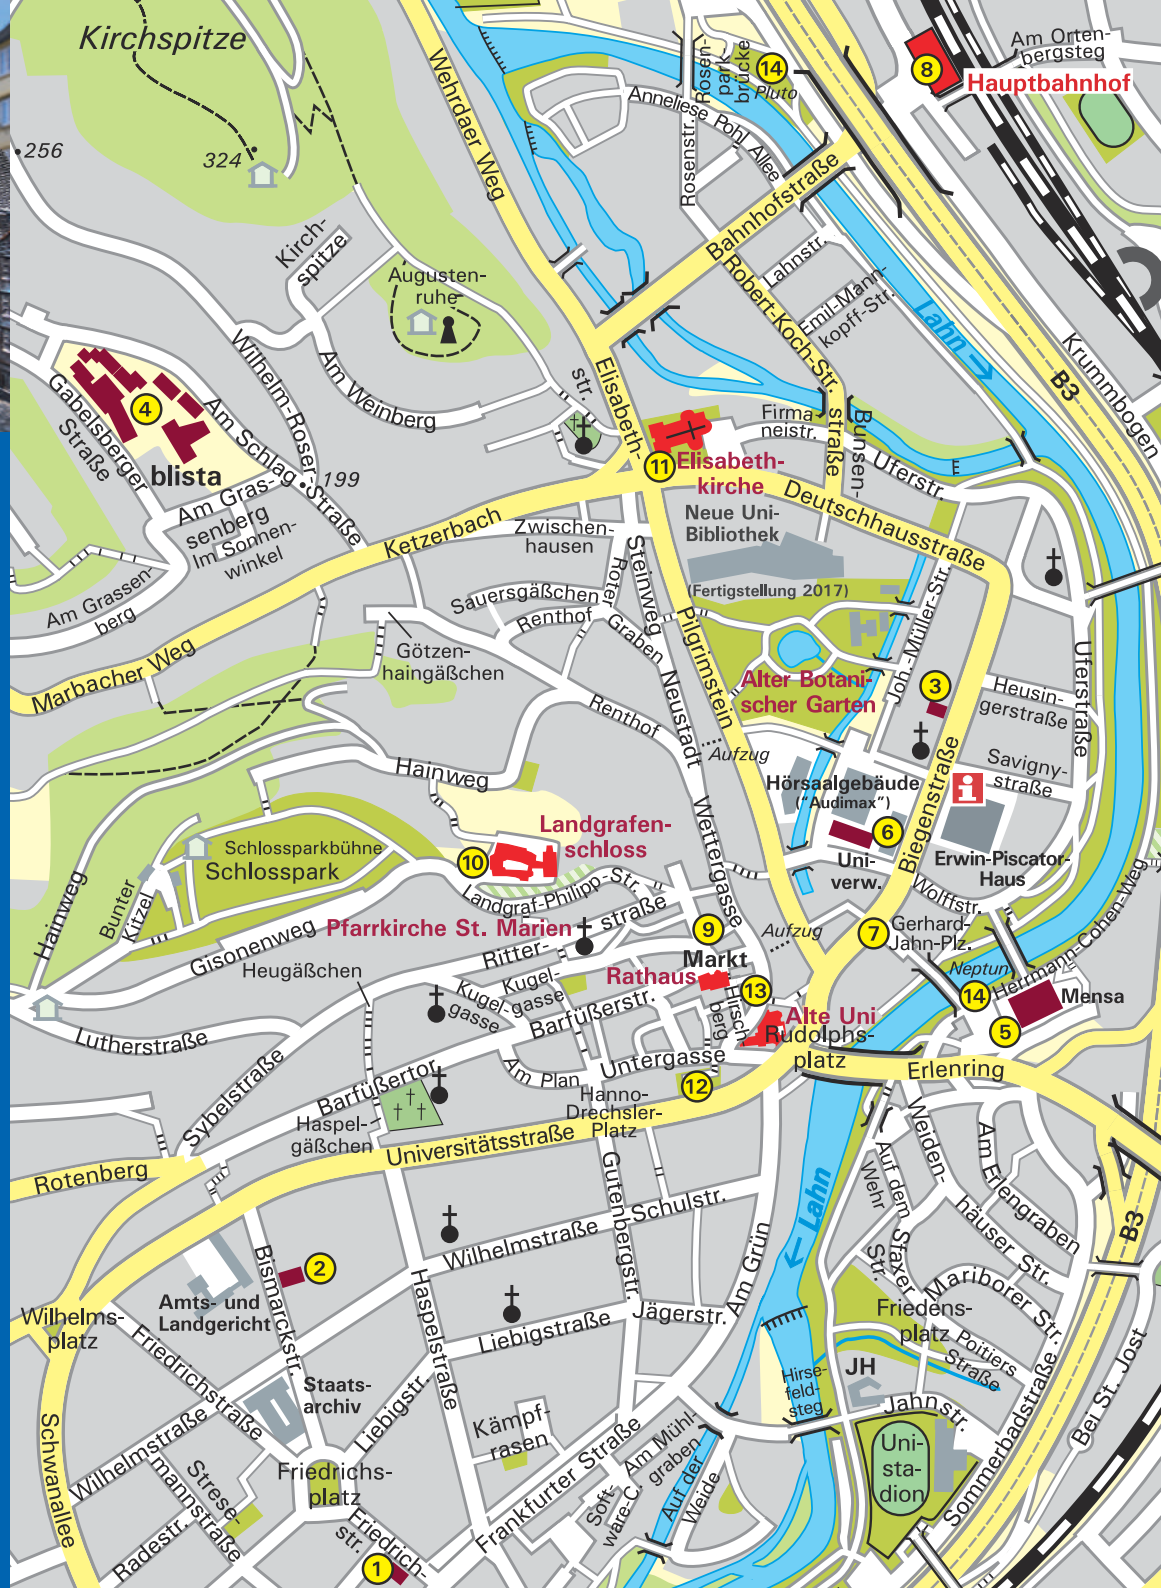 Kirchspitze
256
324
Wehrdaer Weg
Rosen-
park-
brücke
14
Pluto
8
Hauptbahnhof
Am Orten-
bergsteg
Anneliese Pohl Allee
Rosenstr.
Bahnhofstraße
Kirch-
spitze
Augusten-
ruhe
Lahnstr.
Emil-Mann-
kopff-Str.
Robert-Koch-Str.
Lahn
B3
Krummbogen
Wilhelm-Roser-Straße
Am Weinberg
Elisabeth-
str.
4
blista
Gabelsberger
Straße
Am Schlag
199
Am Gras-
senberg
Im Sonnen-
winkel
Am Grassen-
berg
11
Elisabeth-
kirche
Firma
neistr.
Bunsen-
straße
Uferstr.
E
Deutschhausstraße
Neue Uni-
Bibliothek
(Fertigstellung 2017)
Ketzerbach
Zwischen-
hausen
Steinweg
Roter
Graben
Sauersgäßchen
Renthof
Pilgrimstein
Marbacher Weg
Götzen-
haingäßchen
Renthof
Neustadt
Alter Botani-
scher Garten
Joh.-Müller-Str.
3
Heusin-
gerstraße
Uferstraße
Savigny-
straße
Aufzug
Hainweg
Wettergasse
Hörsaalgebäude
("Audimax")
6
Uni-
verw.
Biegenstraße
Erwin-Piscator-
Haus
Landgrafen-
schloss
10
Schlossparkbühne
Schlosspark
Landgraf-Philipp-Str.
Hainweg
Bunter
Kitzel
Gisonenweg
Pfarrkirche St. Marien
Ritter-
straße
9
Markt
Rathaus
Aufzug
7
Wolffstr.
Gerhard-
Jahn-Plz.
Neptun
14
Herrmann-Cohen-Weg
Mensa
5
Heugäßchen
Kugel-
gasse
Kugel-
gasse
Barfüßerstr.
Hirsch-
berg
13
Alte Uni
Rudolphs-
platz
Lutherstraße
Sybelstraße
Barfüßertor
Am Plan
Untergasse
12
Hanno-
Drechsler-
Platz
Erlenring
Haspel-
gäßchen
Universitätsstraße
Rotenberg
Gutenbergstr.
Schulstr.
Lahn
Auf dem
Wehr
Weiden-
häuser Str.
Am Erlengraben
B3
Wilhelmstraße
Am Grün
2
Bismarckstr.
Amts- und
Landgericht
Haspelstraße
Liebigstraße
Jägerstr.
Staxel
Str.
Mariborer Str.
Friedens-
platz
Poitiers
Straße
Wilhelms-
platz
Friedrichstraße
Staats-
archiv
Liebigstr.
JH
Hirse-
feld-
steg
Jahnstr.
Sommerbadstraße
Bei St. Jost
Schwanallee
Wilhelmstraße
Kämpf-
rasen
Frankfurter Straße
Am Mühl-
graben
Uni-
sta-
dion
Friedrichs-
platz
Strese-
mannstraße
Radestr.
Friedrich-
str.
1
Soft-
ware-C.
Auf der
Weide